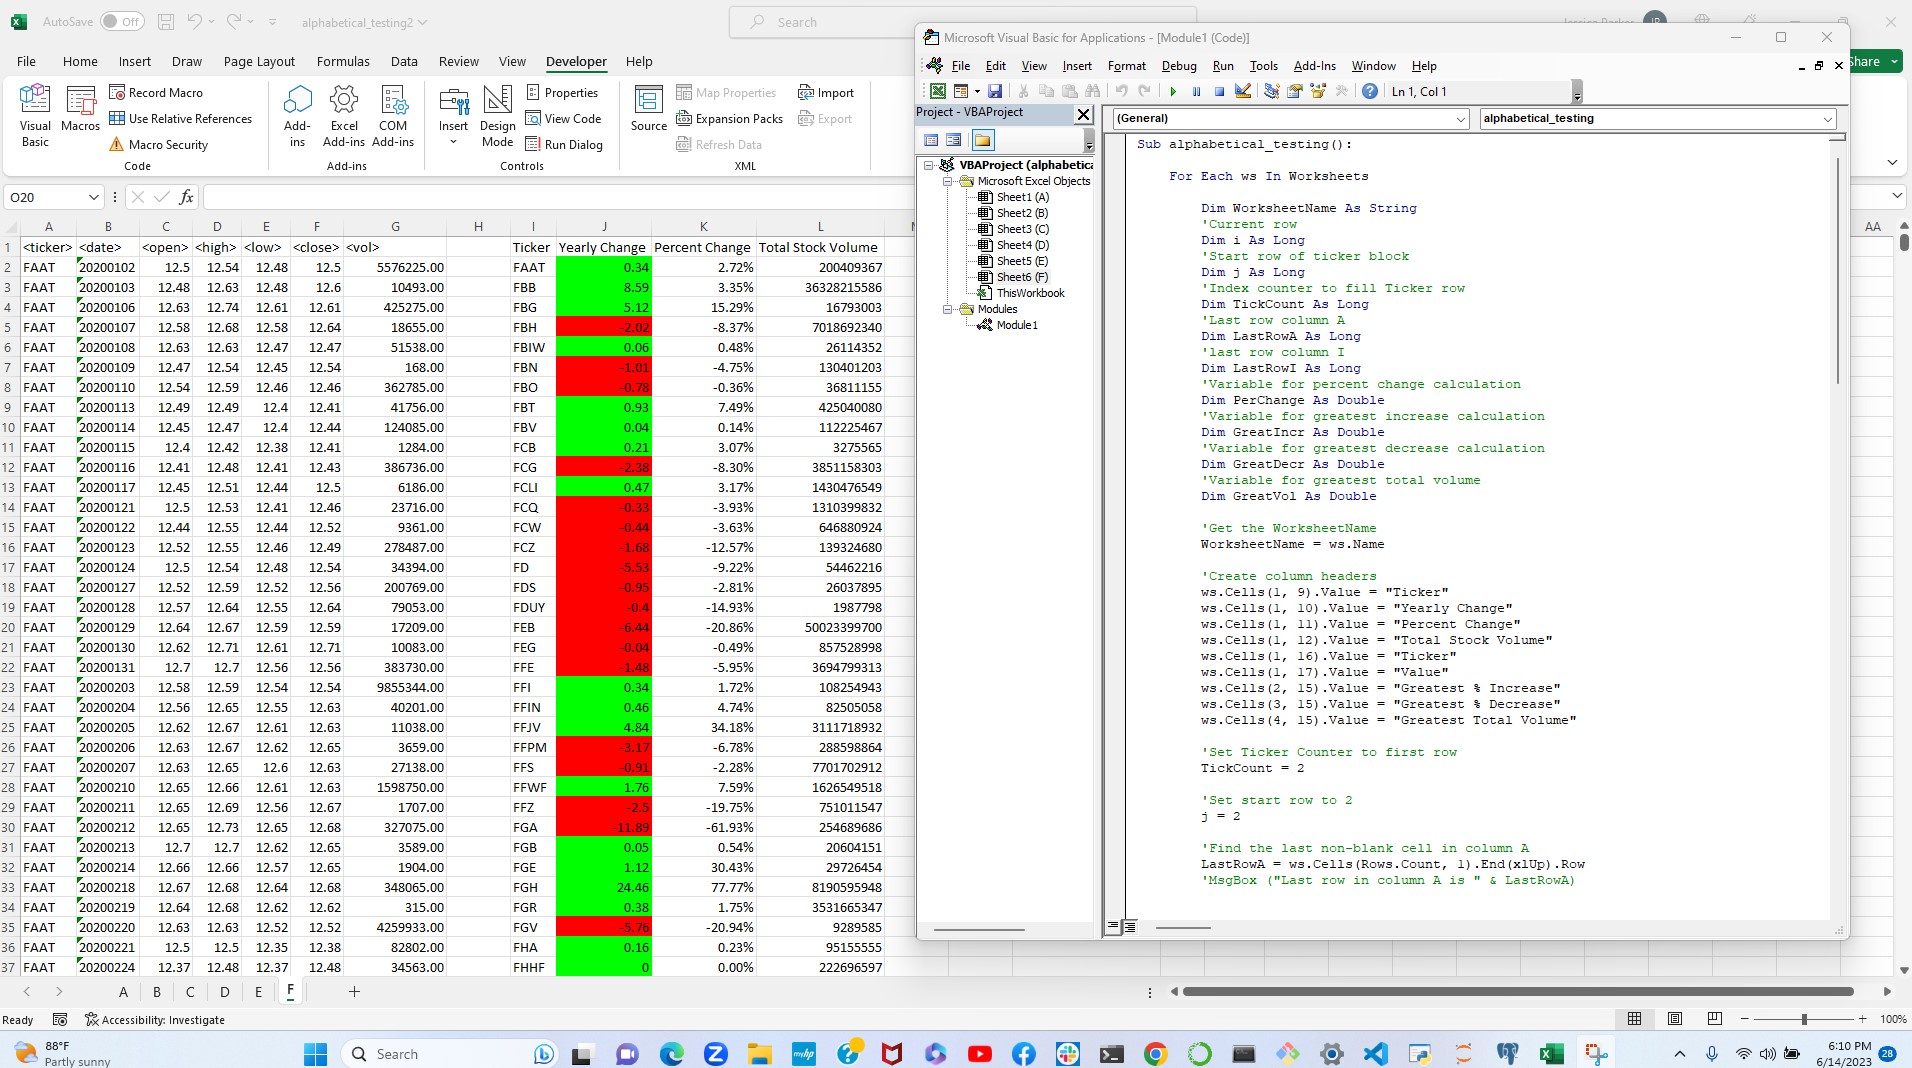 AutoSave Off alphabetical_testing2 Search
File Home Insert Draw Page Layout Formulas Data Review View Developer Help Share
Visual Basic Macros Record Macro
Use Relative References
Macro Security
Code
Add-ins Excel Add-ins COM Add-ins
Add-ins
Insert Design Mode Properties
View Code
Run Dialog
Controls
Source Map Properties Import
Expansion Packs Export
Refresh Data
XML
O20 fx
A B C D E F G H I J K L AA
1 <ticker> <date> <open> <high> <low> <close> <vol> Ticker Yearly Change Percent Change Total Stock Volume
2 FAAT 20200102 12.5 12.54 12.48 12.5 5576225.00 FAAT 0.34 2.72% 200409367
3 FAAT 20200103 12.48 12.63 12.48 12.6 10493.00 FBB 8.59 3.35% 36328215586
4 FAAT 20200106 12.63 12.74 12.61 12.61 425275.00 FBG 5.12 15.29% 16793003
5 FAAT 20200107 12.58 12.68 12.58 12.64 18655.00 FBH -2.02 -8.37% 7018692340
6 FAAT 20200108 12.63 12.63 12.47 12.47 51538.00 FBIW 0.06 0.48% 26114352
7 FAAT 20200109 12.47 12.54 12.45 12.54 168.00 FBN -1.01 -4.75% 130401203
8 FAAT 20200110 12.54 12.59 12.46 12.46 362785.00 FBO -0.78 -0.36% 36811155
9 FAAT 20200113 12.49 12.49 12.4 12.41 41756.00 FBT 0.93 7.49% 425040080
10 FAAT 20200114 12.45 12.47 12.4 12.44 124085.00 FBV 0.04 0.14% 112225467
11 FAAT 20200115 12.4 12.42 12.38 12.41 1284.00 FCB 0.21 3.07% 3275565
12 FAAT 20200116 12.41 12.48 12.41 12.43 386736.00 FCG -2.38 -8.30% 3851158303
13 FAAT 20200117 12.45 12.51 12.44 12.5 6186.00 FCLI 0.47 3.17% 1430476549
14 FAAT 20200121 12.5 12.53 12.41 12.46 23716.00 FCQ -0.33 -3.93% 1310399832
15 FAAT 20200122 12.44 12.55 12.44 12.52 9361.00 FCW -0.44 -3.63% 646880924
16 FAAT 20200123 12.52 12.55 12.46 12.49 278487.00 FCZ -1.68 -12.57% 139324680
17 FAAT 20200124 12.5 12.54 12.48 12.54 34394.00 FD -5.53 -9.22% 54462216
18 FAAT 20200127 12.52 12.59 12.52 12.56 200769.00 FDS -0.95 -2.81% 26037895
19 FAAT 20200128 12.57 12.64 12.55 12.64 79053.00 FDUY -0.4 -14.93% 1987798
20 FAAT 20200129 12.64 12.67 12.59 12.59 17209.00 FEB -6.44 -20.86% 50023399700
21 FAAT 20200130 12.62 12.71 12.61 12.71 10083.00 FEG -0.04 -0.49% 857528998
22 FAAT 20200131 12.7 12.7 12.56 12.56 383730.00 FFE -1.48 -5.95% 3694799313
23 FAAT 20200203 12.58 12.59 12.54 12.54 9855344.00 FFI 0.34 1.72% 108254943
24 FAAT 20200204 12.56 12.65 12.55 12.63 40201.00 FFIN 0.46 4.74% 82505058
25 FAAT 20200205 12.62 12.67 12.61 12.63 11038.00 FFJV 4.84 34.18% 3111718932
26 FAAT 20200206 12.63 12.67 12.62 12.65 3659.00 FFPM -3.17 -6.78% 288598864
27 FAAT 20200207 12.63 12.65 12.6 12.63 27138.00 FFS -0.91 -2.28% 7701702912
28 FAAT 20200210 12.65 12.66 12.61 12.63 1598750.00 FFWF 1.76 7.59% 1626549518
29 FAAT 20200211 12.65 12.69 12.56 12.67 1707.00 FFZ -2.5 -19.75% 751011547
30 FAAT 20200212 12.65 12.73 12.65 12.68 327075.00 FGA -11.89 -61.93% 254689686
31 FAAT 20200213 12.7 12.7 12.62 12.65 3589.00 FGB 0.05 0.54% 20604151
32 FAAT 20200214 12.66 12.66 12.57 12.65 1904.00 FGE 1.12 30.43% 29726454
33 FAAT 20200218 12.67 12.68 12.64 12.68 348065.00 FGH 24.46 77.77% 8190595948
34 FAAT 20200219 12.64 12.68 12.62 12.62 315.00 FGR 0.38 1.75% 3531665347
35 FAAT 20200220 12.63 12.63 12.52 12.52 4259933.00 FGV -5.76 -20.94% 9289585
36 FAAT 20200221 12.5 12.5 12.35 12.38 82802.00 FHA 0.16 0.23% 95155555
37 FAAT 20200224 12.37 12.48 12.37 12.48 34563.00 FHHF 0 0.00% 222696597
A B C D E F
Ready Accessibility: Investigate 100%
Microsoft Visual Basic for Applications - [Module1 (Code)]
File Edit View Insert Format Debug Run Tools Add-Ins Window Help
Ln 1, Col 1
Project - VBAProject
VBAProject (alphabetica
Microsoft Excel Objects
Sheet1 (A)
Sheet2 (B)
Sheet3 (C)
Sheet4 (D)
Sheet5 (E)
Sheet6 (F)
ThisWorkbook
Modules
Module1
(General) alphabetical_testing
Sub alphabetical_testing():
For Each ws In Worksheets
Dim WorksheetName As String
'Current row
Dim i As Long
'Start row of ticker block
Dim j As Long
'Index counter to fill Ticker row
Dim TickCount As Long
'Last row column A
Dim LastRowA As Long
'last row column I
Dim LastRowI As Long
'Variable for percent change calculation
Dim PerChange As Double
'Variable for greatest increase calculation
Dim GreatIncr As Double
'Variable for greatest decrease calculation
Dim GreatDecr As Double
'Variable for greatest total volume
Dim GreatVol As Double
'Get the WorksheetName
WorksheetName = ws.Name
'Create column headers
ws.Cells(1, 9).Value = "Ticker"
ws.Cells(1, 10).Value = "Yearly Change"
ws.Cells(1, 11).Value = "Percent Change"
ws.Cells(1, 12).Value = "Total Stock Volume"
ws.Cells(1, 16).Value = "Ticker"
ws.Cells(1, 17).Value = "Value"
ws.Cells(2, 15).Value = "Greatest % Increase"
ws.Cells(3, 15).Value = "Greatest % Decrease"
ws.Cells(4, 15).Value = "Greatest Total Volume"
'Set Ticker Counter to first row
TickCount = 2
'Set start row to 2
j = 2
'Find the last non-blank cell in column A
LastRowA = ws.Cells(Rows.Count, 1).End(xlUp).Row
'MsgBox ("Last row in column A is " & LastRowA)
88°F
Partly sunny
Search
6:10 PM
6/14/2023
28